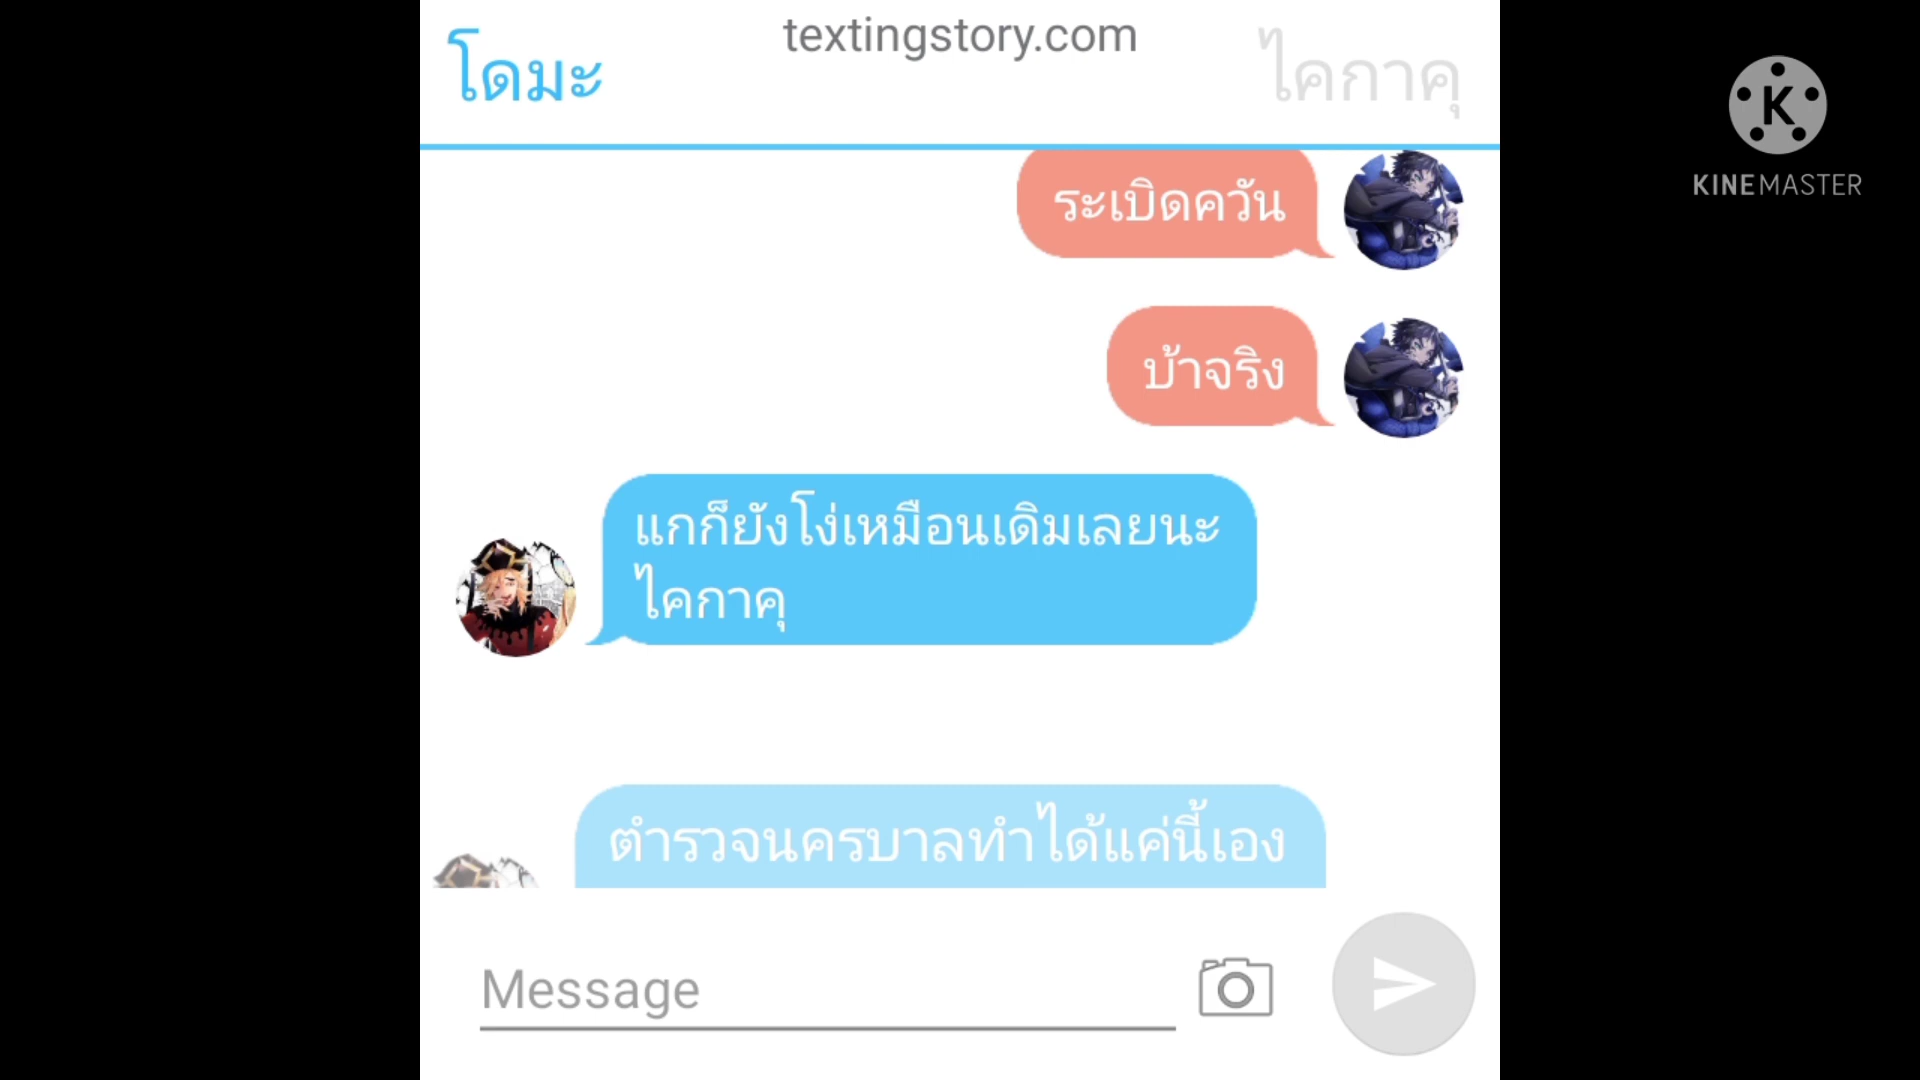 textingstory.com
โดมะ
ไคกาคุ
KINEMASTER
ระเบิดควัน
บ้าจริง
แกก็ยังโง่เหมือนเดิมเลยนะ
ไคกาคุ
ตำรวจนครบาลทำได้แค่นี้เอง
Message